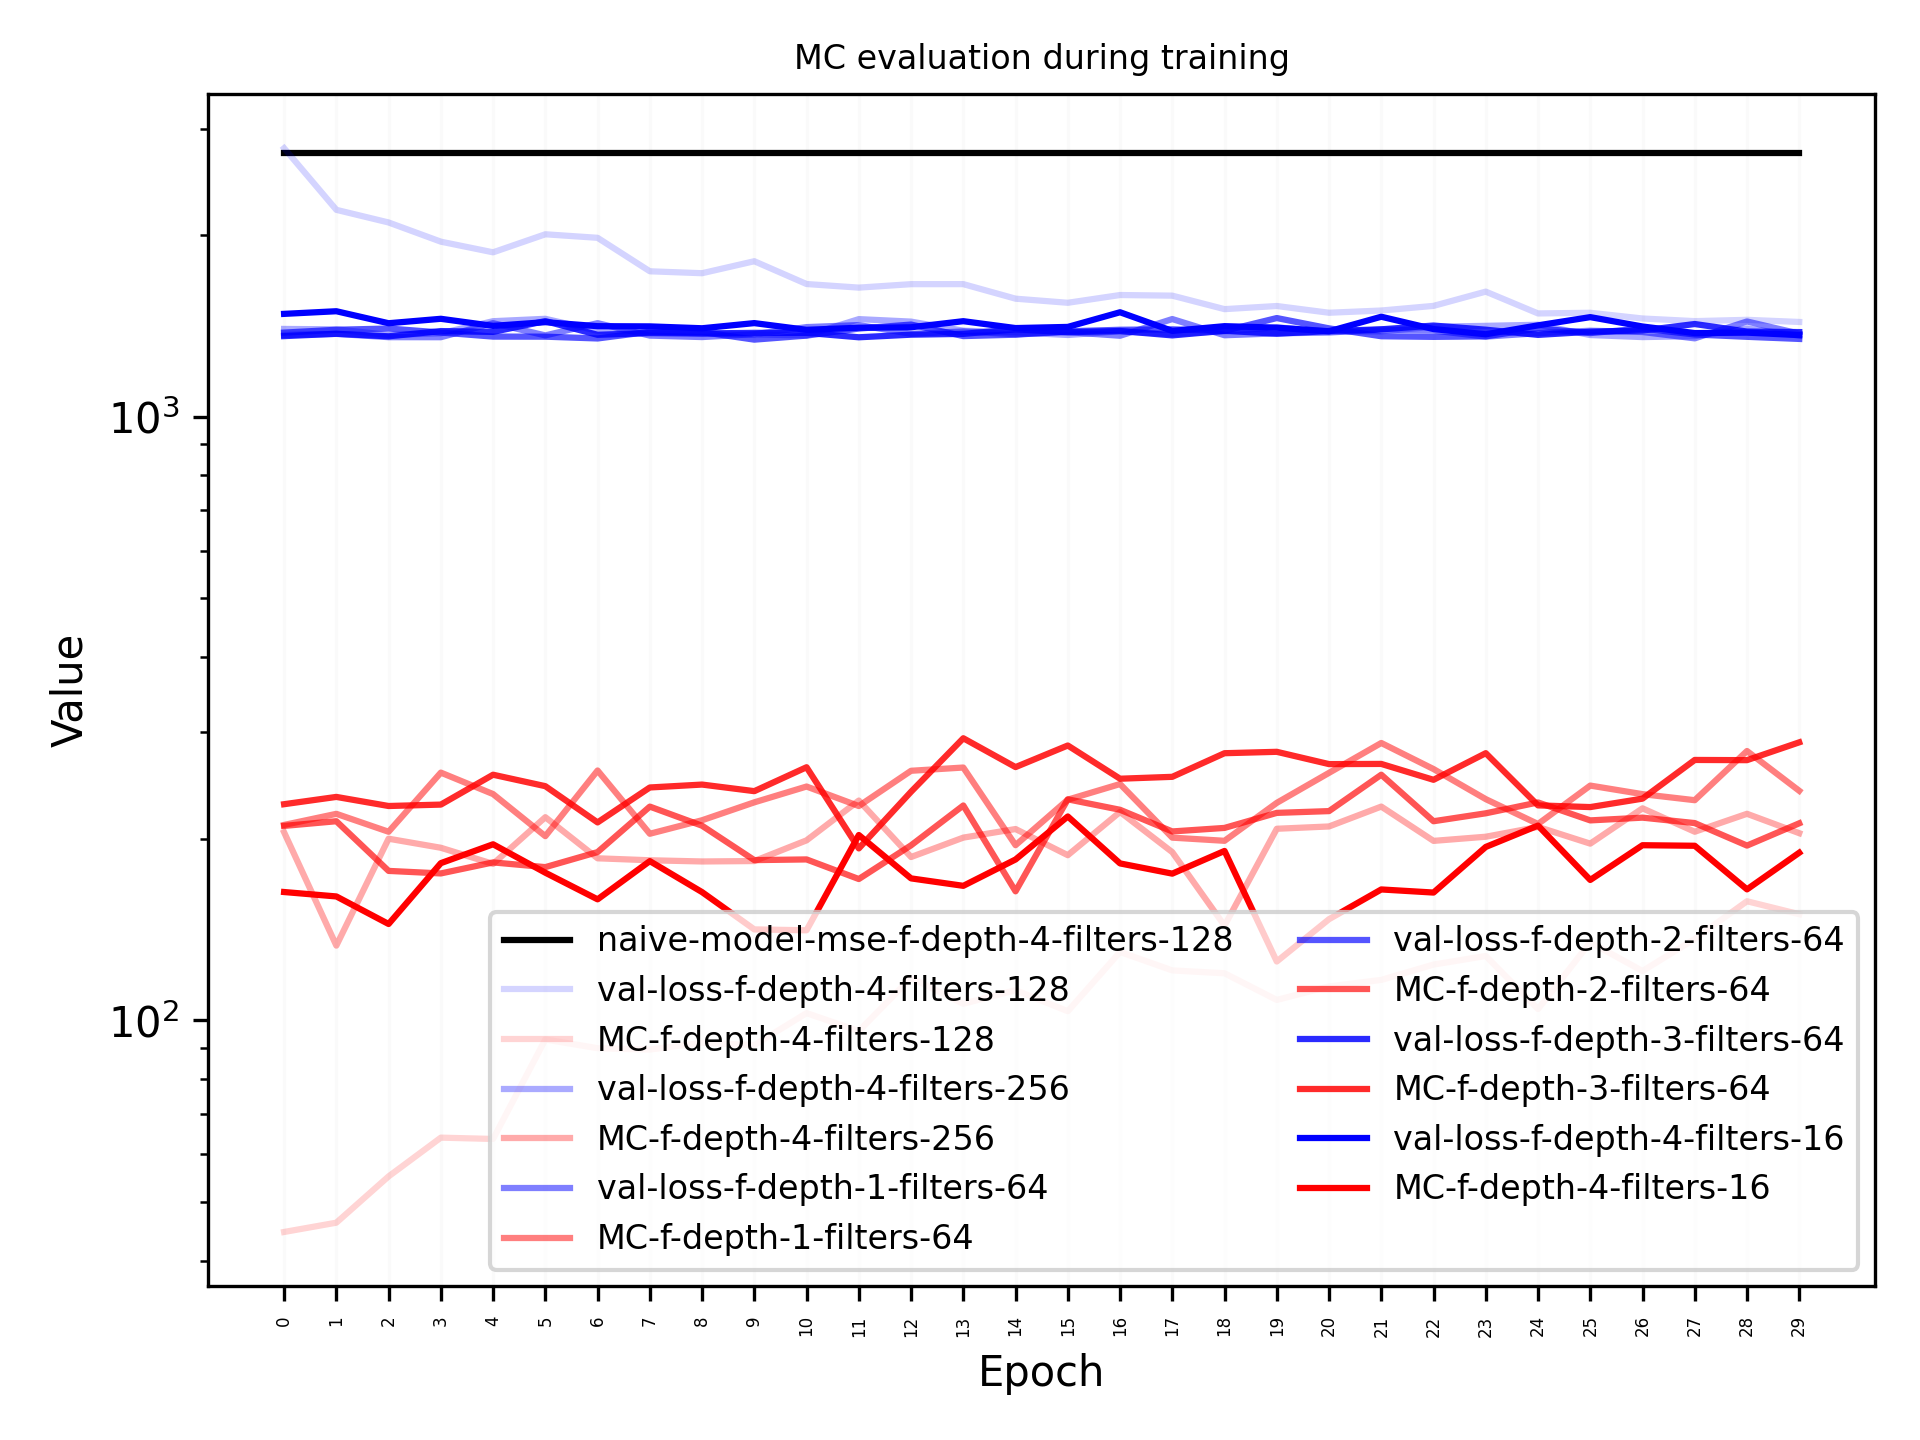 MC evaluation during training
Value
10³
10²
naive-model-mse-f-depth-4-filters-128
val-loss-f-depth-4-filters-128
MC-f-depth-4-filters-128
val-loss-f-depth-4-filters-256
MC-f-depth-4-filters-256
val-loss-f-depth-1-filters-64
MC-f-depth-1-filters-64
val-loss-f-depth-2-filters-64
MC-f-depth-2-filters-64
val-loss-f-depth-3-filters-64
MC-f-depth-3-filters-64
val-loss-f-depth-4-filters-16
MC-f-depth-4-filters-16
0 1 2 3 4 5 6 7 8 9 10 11 12 13 14 15 16 17 18 19 20 21 22 23 24 25 26 27 28 29
Epoch